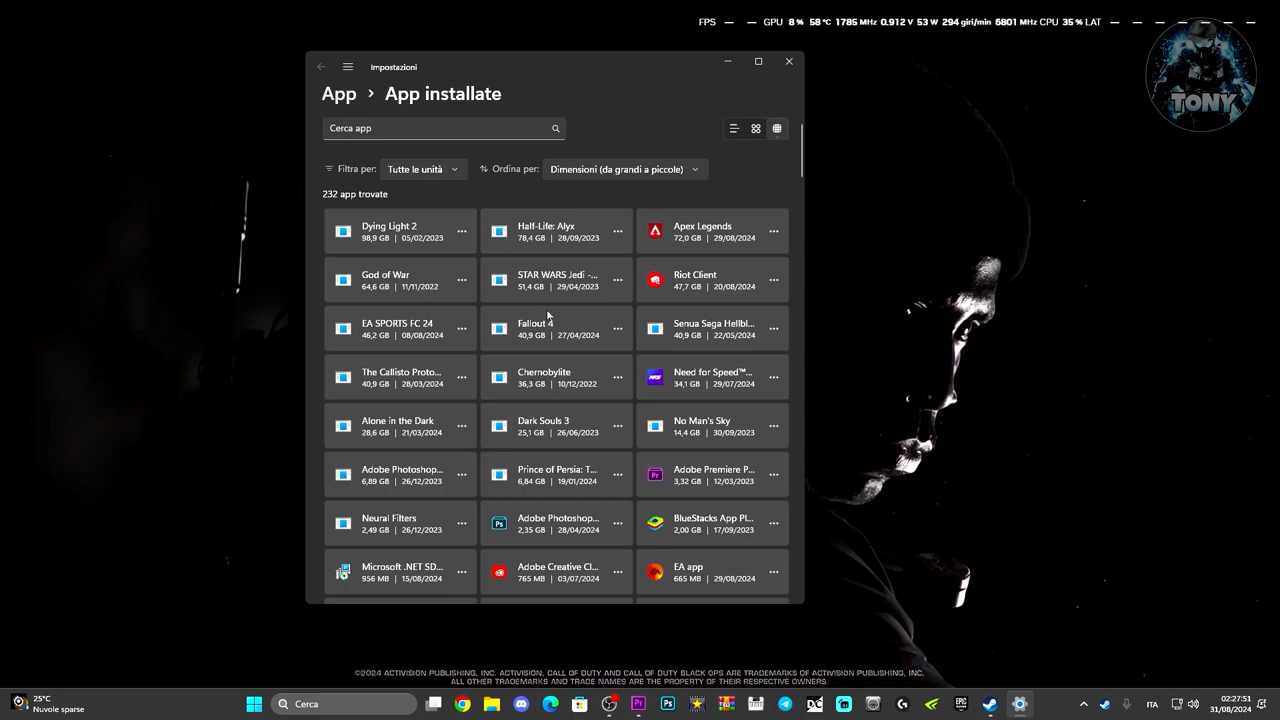 FPS — — GPU 8 % 58 °C 1785 MHz 0.912 V 53 W 294 giri/min 6801 MHz CPU 35 % LAT — — — — — — —
TONY
Impostazioni
App > App installate
Cerca app
Filtra per: Tutte le unità Ordina per: Dimensioni (da grandi a piccole)
232 app trovate
Dying Light 2 Half-Life: Alyx Apex Legends
98,9 GB | 05/02/2023 78,4 GB | 28/09/2023 72,0 GB | 29/08/2024
God of War STAR WARS Jedi -... Riot Client
64,6 GB | 11/11/2022 51,4 GB | 29/04/2023 47,7 GB | 20/08/2024
EA SPORTS FC 24 Fallout 4 Senua Saga Hellbl...
46,2 GB | 08/08/2024 40,9 GB | 27/04/2024 40,9 GB | 22/05/2024
The Callisto Proto... Chernobylite Need for Speed™...
40,9 GB | 28/03/2024 36,3 GB | 10/12/2022 34,1 GB | 29/07/2024
Alone in the Dark Dark Souls 3 No Man's Sky
28,6 GB | 21/03/2024 25,1 GB | 26/06/2023 14,4 GB | 30/09/2023
Adobe Photoshop... Prince of Persia: T... Adobe Premiere P...
6,89 GB | 26/12/2023 6,84 GB | 19/01/2024 3,32 GB | 12/03/2023
Neural Filters Adobe Photoshop... BlueStacks App Pl...
2,49 GB | 26/12/2023 2,35 GB | 28/04/2024 2,00 GB | 17/09/2023
Microsoft .NET SD... Adobe Creative Cl... EA app
956 MB | 15/08/2024 765 MB | 03/07/2024 665 MB | 29/08/2024
©2024 ACTIVISION PUBLISHING, INC. ACTIVISION, CALL OF DUTY AND CALL OF DUTY BLACK OPS ARE TRADEMARKS OF ACTIVISION PUBLISHING, INC.
ALL OTHER TRADEMARKS AND TRADE NAMES ARE THE PROPERTY OF THEIR RESPECTIVE OWNERS.
25°C
Nuvole sparse
Cerca
ITA
02:27:51
31/08/2024